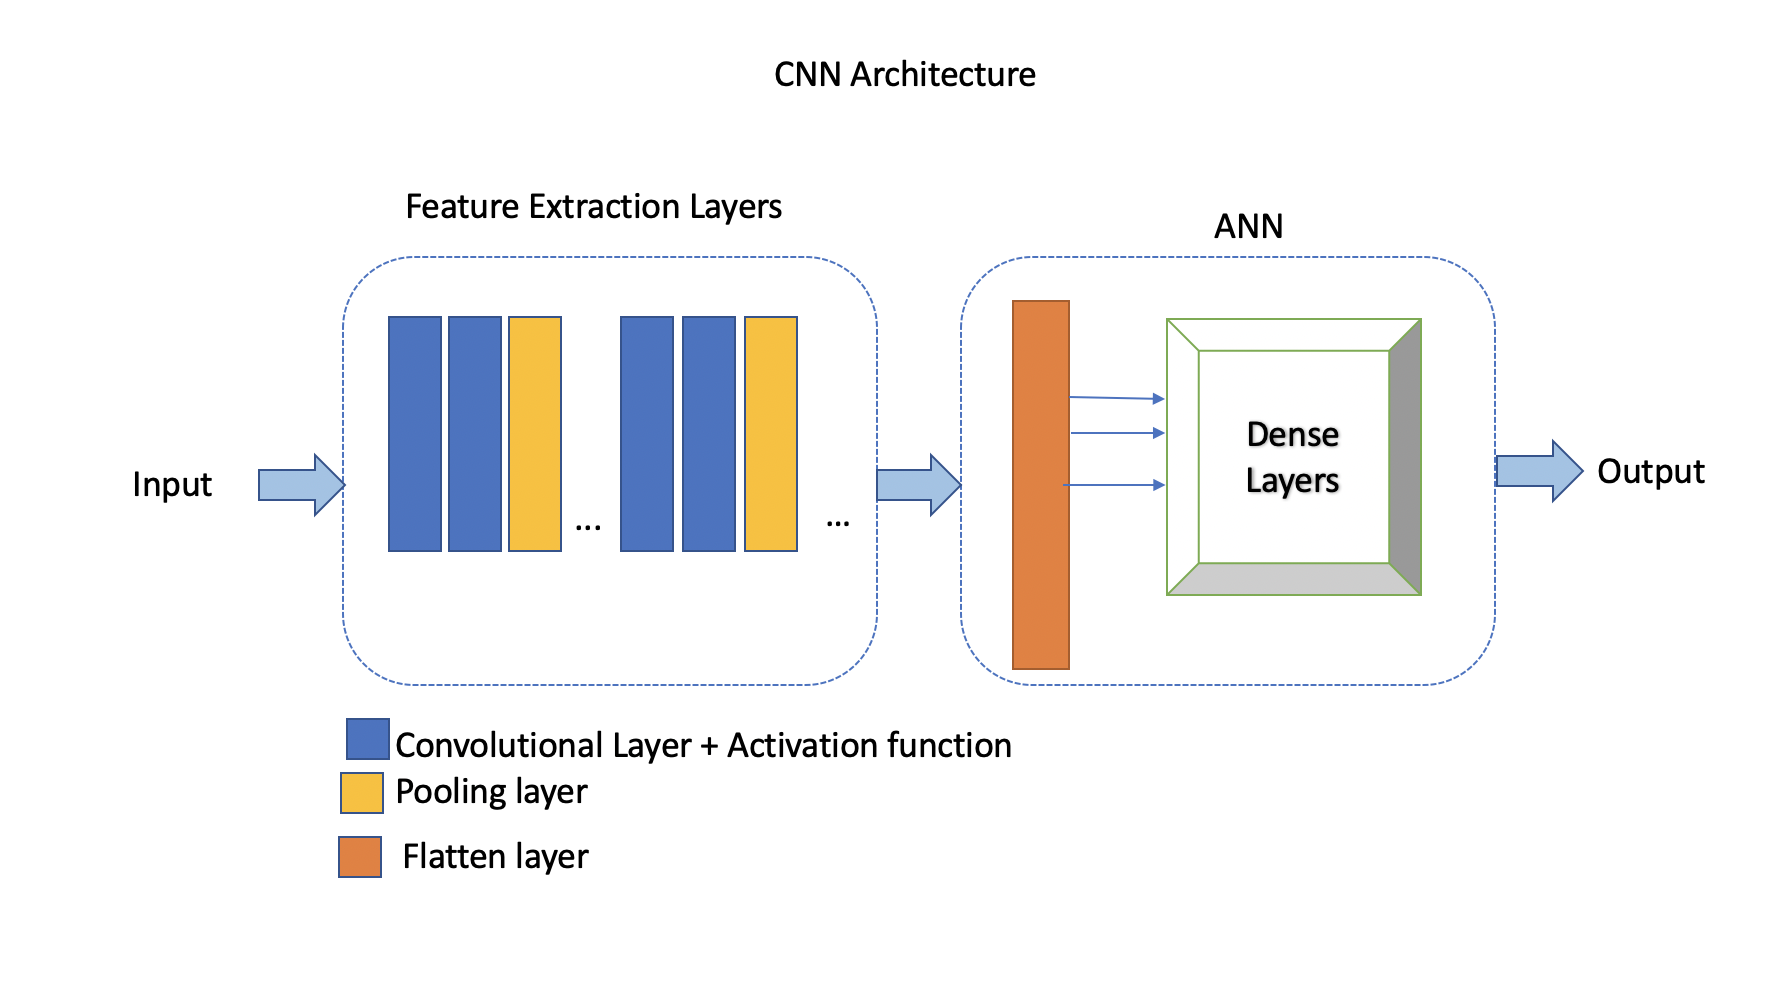 CNN Architecture
Feature Extraction Layers
ANN
Input
...
...
Dense
Layers
Output
Convolutional Layer + Activation function
Pooling layer
Flatten layer